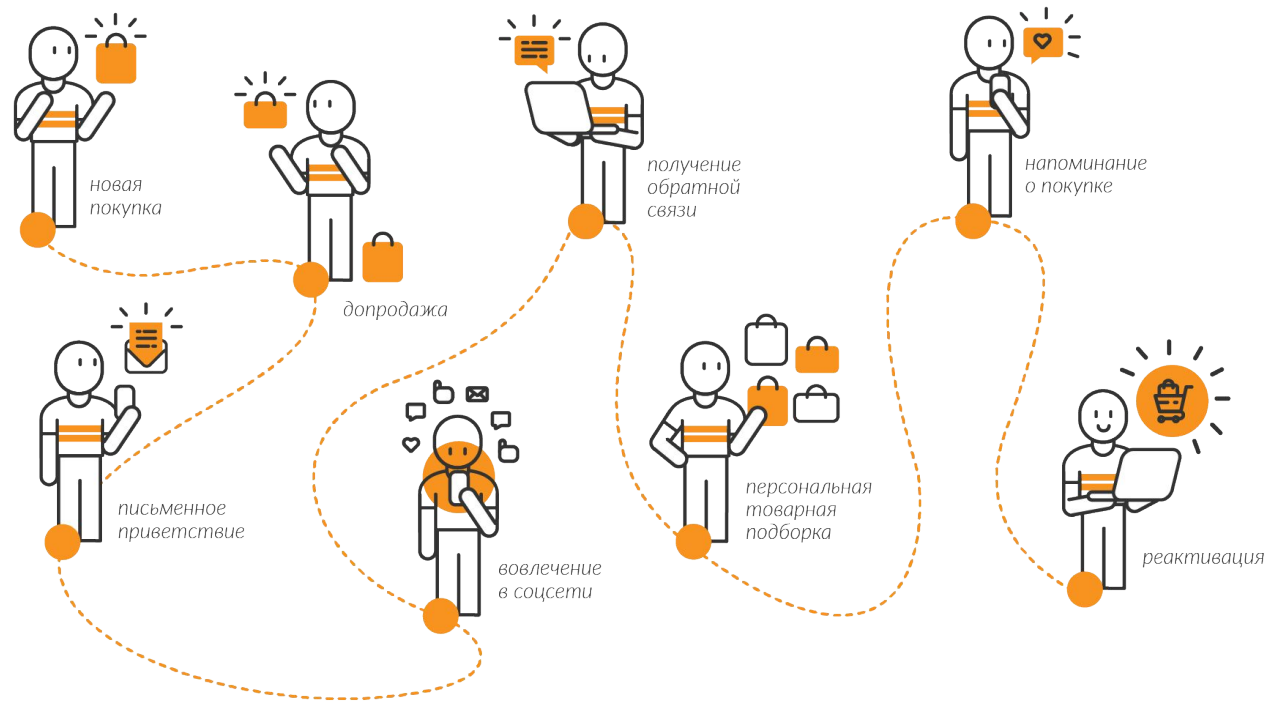 новая
покупка
допродажа
письменное
приветствие
вовлечение
в соцсети
получение
обратной
связи
персональная
товарная
подборка
напоминание
о покупке
реактивация